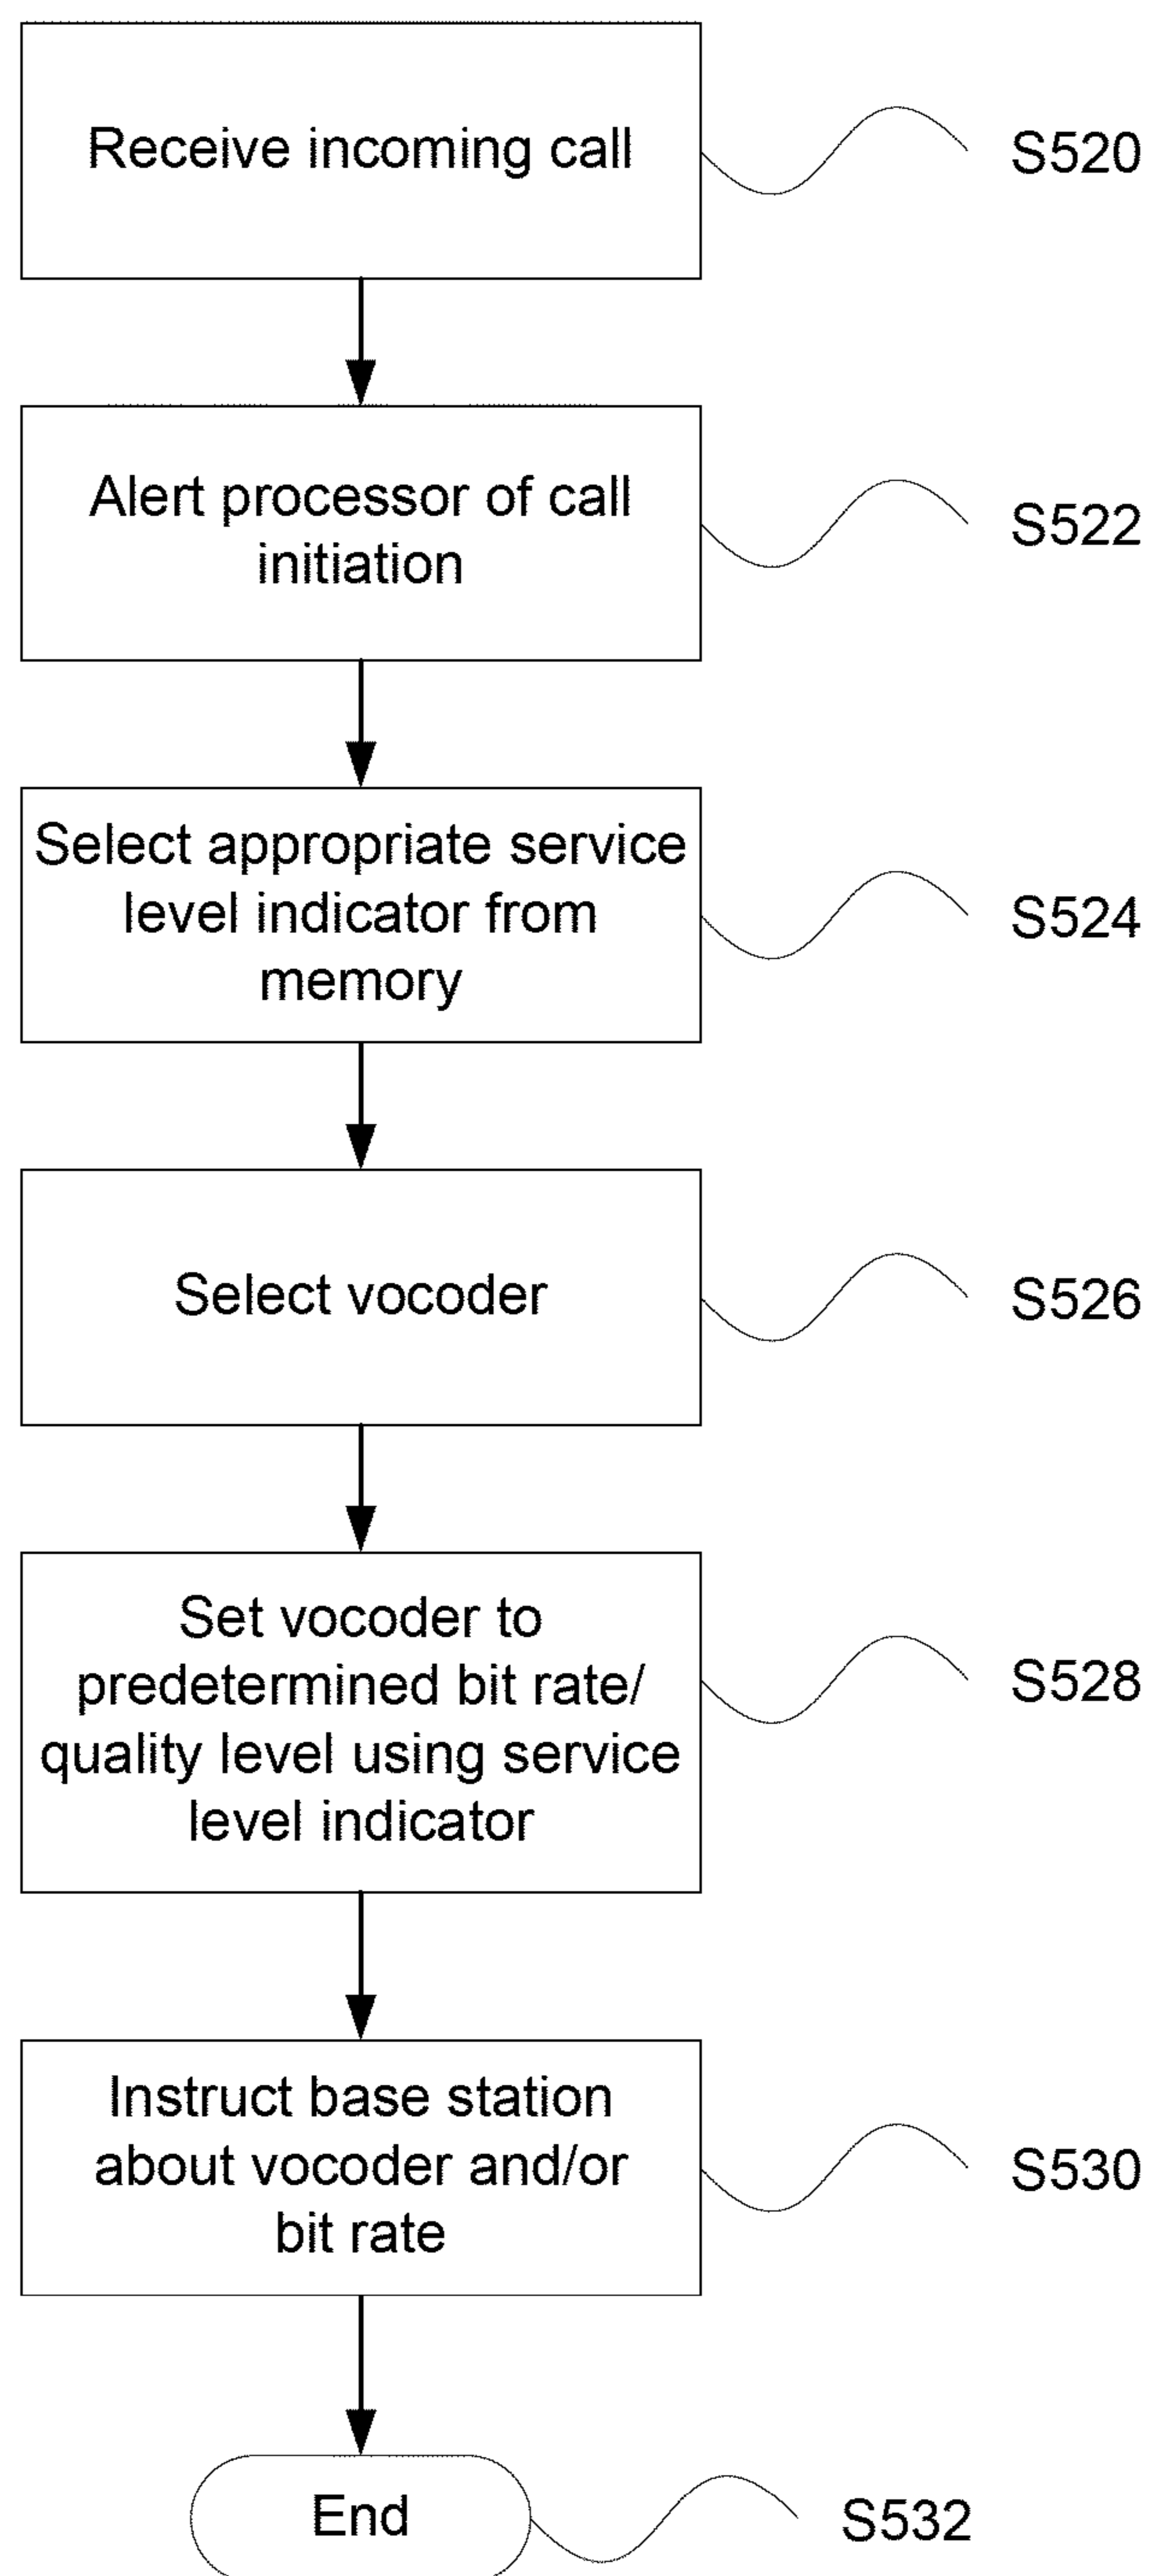 Receive incoming call
S520
Alert processor of call
initiation
S522
Select appropriate service
level indicator from
memory
S524
Select vocoder
S526
Set vocoder to
predetermined bit rate/
quality level using service
level indicator
S528
Instruct base station
about vocoder and/or
bit rate
S530
End
S532